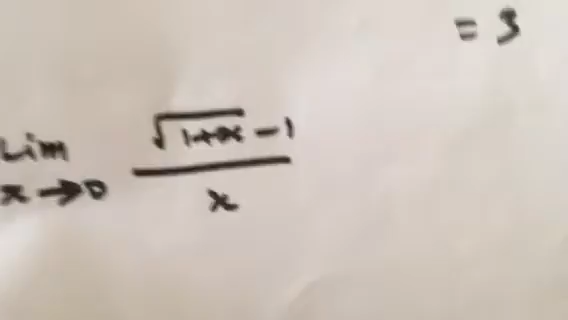 = 3
Lim x→0 (√(1+x) - 1) / x